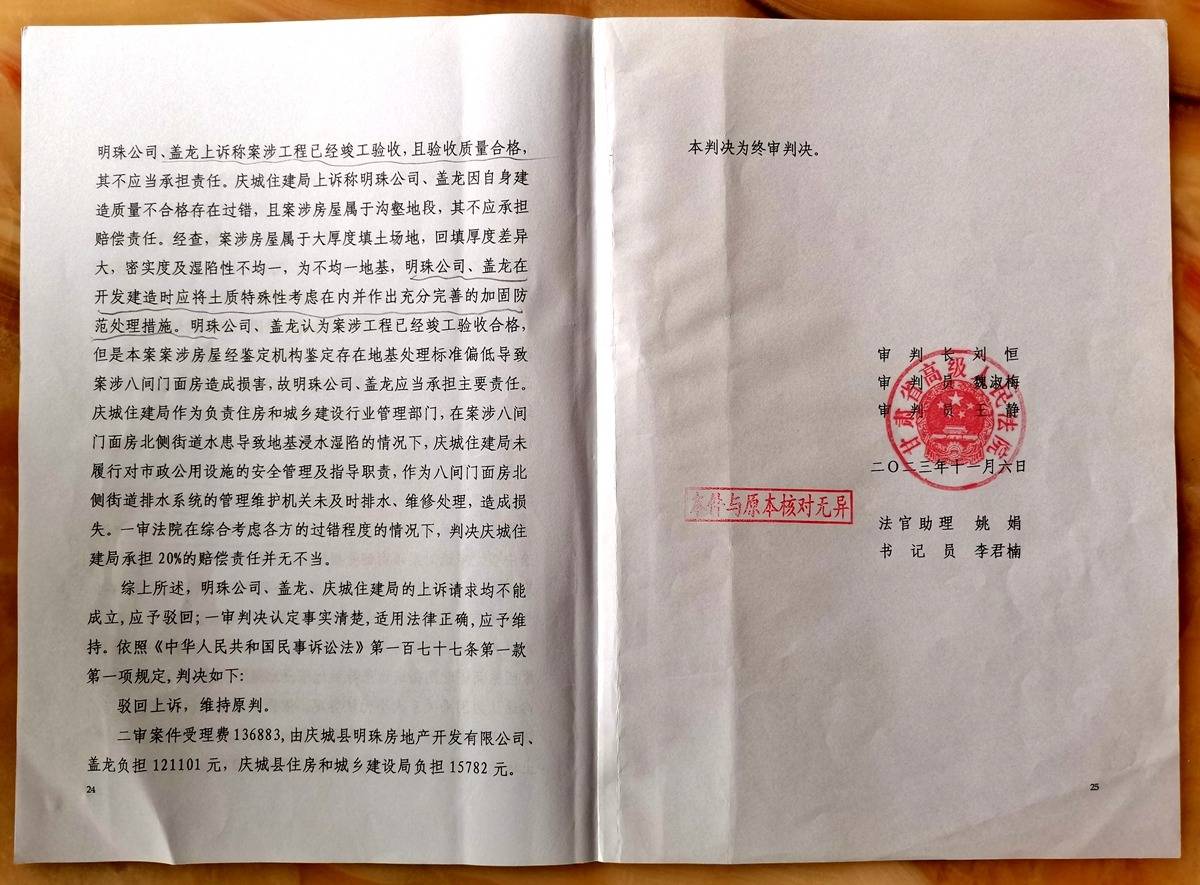 明珠公司、盖龙上诉称案涉工程已经竣工验收，且验收质量合格，
其不应当承担责任。庆城住建局上诉称明珠公司、盖龙因自身建
造质量不合格存在过错，且案涉房屋属于沟壑地段，其不应承担
赔偿责任。经查，案涉房屋属于大厚度填土场地，回填厚度差异
大，密实度及湿陷性不均一，为不均一地基，明珠公司、盖龙在
开发建造时应将土质特殊性考虑在内并作出充分完善的加固防
范处理措施。明珠公司、盖龙认为案涉工程已经竣工验收合格，
但是本案案涉房屋经鉴定机构鉴定存在地基处理标准偏低导致
案涉八间门面房造成损害，故明珠公司、盖龙应当承担主要责任。
庆城住建局作为负责住房和城乡建设行业管理部门，在案涉八间
门面房北侧街道水患导致地基浸水湿陷的情况下，庆城住建局未
履行对市政公用设施的安全管理及指导职责，作为八间门面房北
侧街道排水系统的管理维护机关未及时排水、维修处理，造成损
失。一审法院在综合考虑各方的过错程度的情况下，判决庆城住
建局承担 20%的赔偿责任并无不当。
综上所述，明珠公司、盖龙、庆城住建局的上诉请求均不能
成立,应予驳回;一审判决认定事实清楚,适用法律正确,应予维
持。依照《中华人民共和国民事诉讼法》第一百七十七条第一款
第一项规定,判决如下:
驳回上诉，维持原判。
二审案件受理费 136883,由庆城县明珠房地产开发有限公司、
盖龙负担 121101 元，庆城县住房和城乡建设局负担 15782 元。
24
本判决为终审判决。
审 判 长 刘 恒
审 判 员 魏淑梅
审 判 员 王 静
甘肃省高级人民法院
二〇二三年十一月六日
本件与原本核对无异
法官助理 姚 娟
书 记 员 李君楠
25